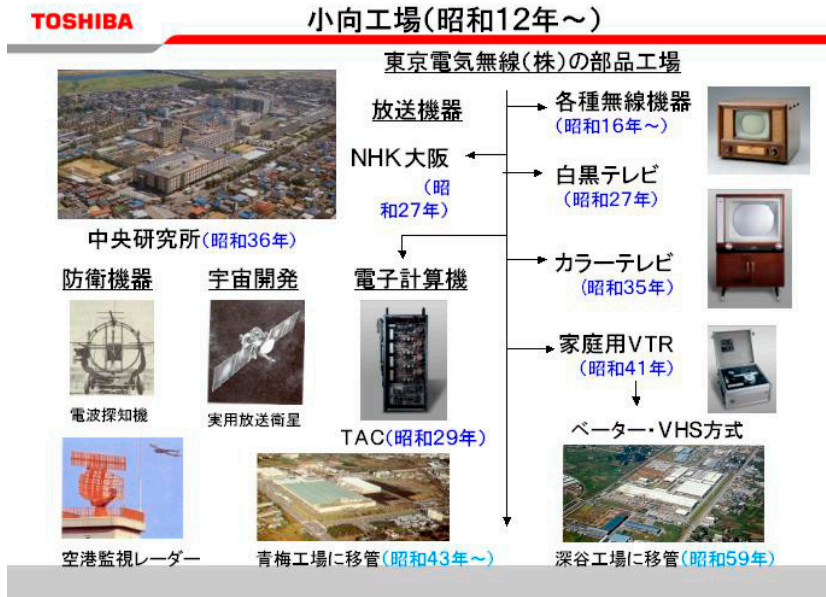 TOSHIBA
小向工場(昭和12年～)
東京電気無線(株)の部品工場
放送機器
各種無線機器
(昭和16年～)
NHK大阪
(昭
和27年)
白黒テレビ
(昭和27年)
中央研究所(昭和36年)
カラーテレビ
(昭和35年)
防衛機器
宇宙開発
電子計算機
家庭用VTR
(昭和41年)
電波探知機
実用放送衛星
TAC(昭和29年)
ベーター・VHS方式
空港監視レーダー
青梅工場に移管(昭和43年～)
深谷工場に移管(昭和59年)